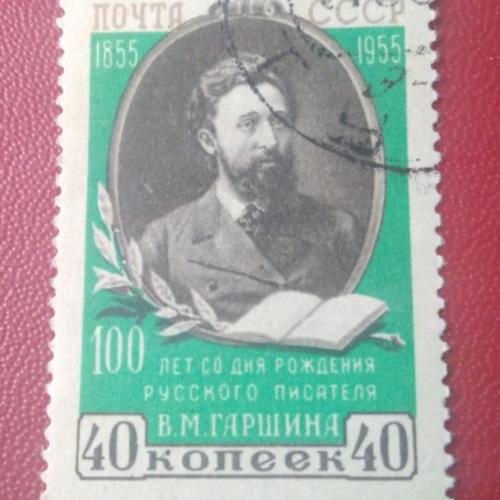 ПОЧТА СССР
1855 1955
100 ЛЕТ СО ДНЯ РОЖДЕНИЯ
РУССКОГО ПИСАТЕЛЯ
В.М.ГАРШИНА
40 КОПЕЕК 40